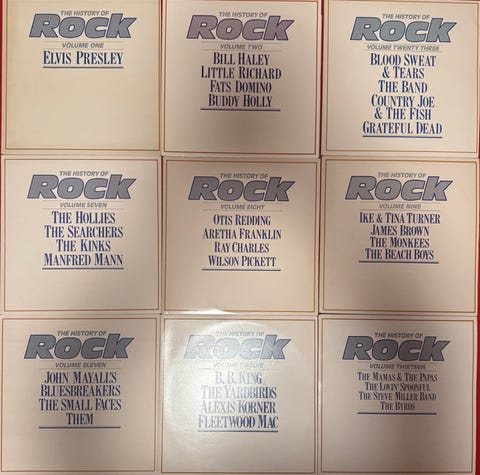 THE HISTORY OF
ROCK
VOLUME ONE
ELVIS PRESLEY
THE HISTORY OF
ROCK
VOLUME TWO
BILL HALEY
LITTLE RICHARD
FATS DOMINO
BUDDY HOLLY
THE HISTORY OF
ROCK
VOLUME TWENTY THREE
BLOOD SWEAT
& TEARS
THE BAND
COUNTRY JOE
& THE FISH
GRATEFUL DEAD
THE HISTORY OF
ROCK
VOLUME SEVEN
THE HOLLIES
THE SEARCHERS
THE KINKS
MANFRED MANN
THE HISTORY OF
ROCK
VOLUME EIGHT
OTIS REDDING
ARETHA FRANKLIN
RAY CHARLES
WILSON PICKETT
THE HISTORY OF
ROCK
VOLUME NINE
IKE & TINA TURNER
JAMES BROWN
THE MONKEES
THE BEACH BOYS
THE HISTORY OF
ROCK
VOLUME ELEVEN
JOHN MAYALL'S
BLUESBREAKERS
THE SMALL FACES
THEM
THE HISTORY OF
ROCK
VOLUME TWELVE
B. B. KING
THE YARDBIRDS
ALEXIS KORNER
FLEETWOOD MAC
THE HISTORY OF
ROCK
VOLUME THIRTEEN
THE MAMAS & THE PAPAS
THE LOVIN' SPOONFUL
THE STEVE MILLER BAND
THE BYRDS